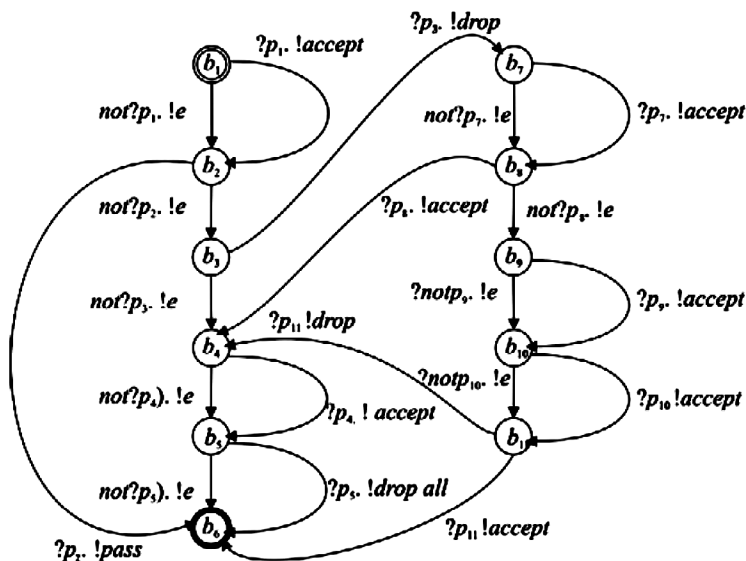 ?p₃. !drop
b₁
?p₁. !accept
b₇
not?p₁. !e
not?p₇. !e
?p₇. !accept
b₂
b₈
not?p₂. !e
?p₈. !accept
not?p₈. !e
b₃
b₉
not?p₃. !e
?notp₉. !e
?p₉. !accept
?p₁₁ !drop
b₄
b₁₀
not?p₄). !e
?p₄. ! accept
?notp₁₀. !e
?p₁₀ !accept
b₅
b₁₁
not?p₅). !e
?p₅. !drop all
b₆
?p₂. !pass
?p₁₁ !accept